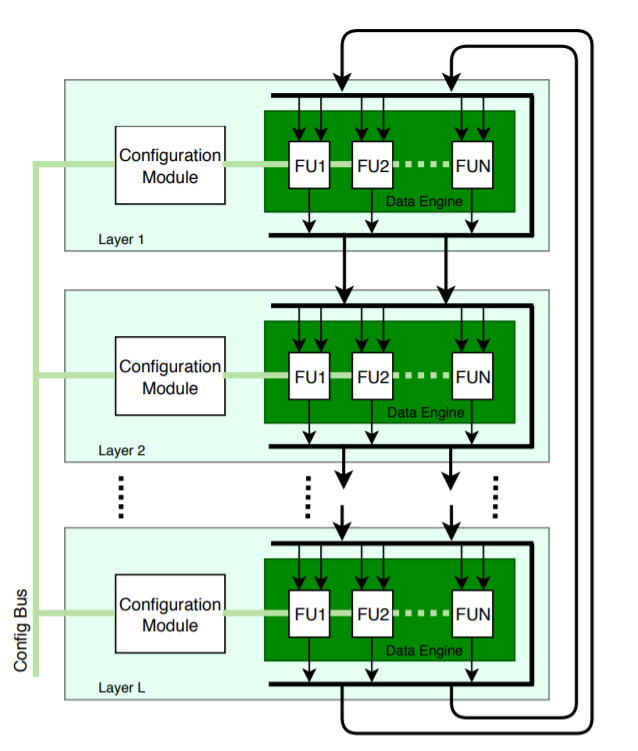 Configuration
Module
FU1
FU2
FUN
Data Engine
Layer 1
Configuration
Module
FU1
FU2
FUN
Data Engine
Layer 2
Config Bus
Configuration
Module
FU1
FU2
FUN
Data Engine
Layer L